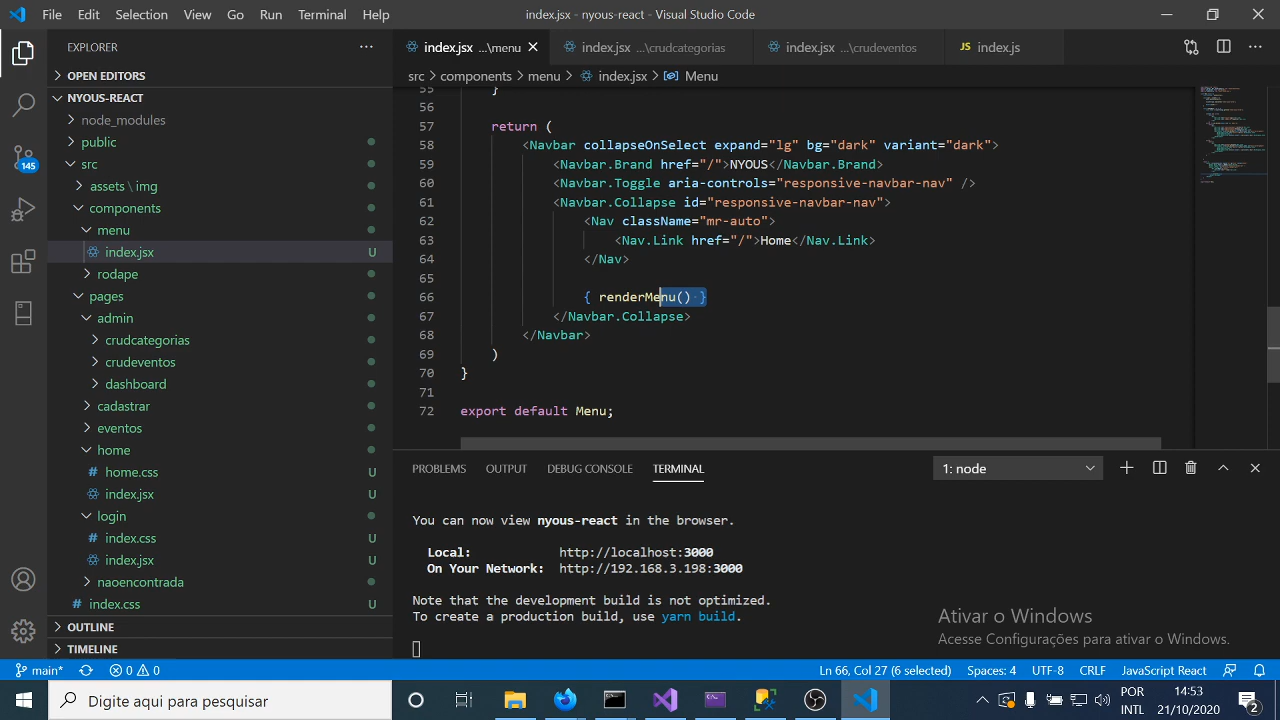 File Edit Selection View Go Run Terminal Help
index.jsx - nyous-react - Visual Studio Code
EXPLORER
OPEN EDITORS
NYOUS-REACT
node_modules
public
src
assets \ img
components
menu
index.jsx U
rodape
pages
admin
crudcategorias
crudeventos
dashboard
cadastrar
eventos
home
home.css U
index.jsx U
login
index.css U
index.jsx U
naoencontrada
index.css U
OUTLINE
TIMELINE
145
index.jsx ...\menu
index.jsx ...\crudcategorias
index.jsx ...\crudeventos
JS index.js
src > components > menu > index.jsx > Menu
55 }
56
57 return (
58 <Navbar collapseOnSelect expand="lg" bg="dark" variant="dark">
59 <Navbar.Brand href="/">NYOUS</Navbar.Brand>
60 <Navbar.Toggle aria-controls="responsive-navbar-nav" />
61 <Navbar.Collapse id="responsive-navbar-nav">
62 <Nav className="mr-auto">
63 <Nav.Link href="/">Home</Nav.Link>
64 </Nav>
65
66 { renderMenu() }
67 </Navbar.Collapse>
68 </Navbar>
69 )
70 }
71
72 export default Menu;
PROBLEMS OUTPUT DEBUG CONSOLE TERMINAL 1: node
You can now view nyous-react in the browser.
Local: http://localhost:3000
On Your Network: http://192.168.3.198:3000
Note that the development build is not optimized.
To create a production build, use yarn build.
Ativar o Windows
Acesse Configurações para ativar o Windows.
main* 0 0 Ln 66, Col 27 (6 selected) Spaces: 4 UTF-8 CRLF JavaScript React
Digite aqui para pesquisar
POR
INTL
14:53
21/10/2020
2